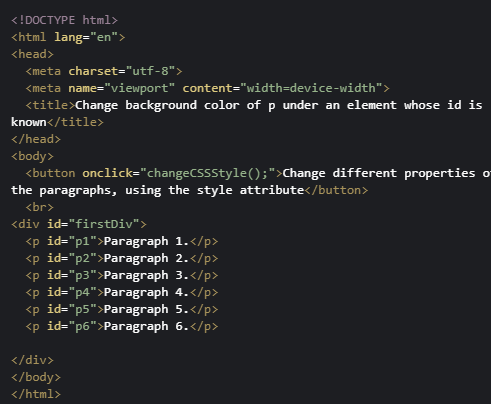 <!DOCTYPE html>
<html lang="en">
<head>
  <meta charset="utf-8">
  <meta name="viewport" content="width=device-width">
  <title>Change background color of p under an element whose id is
known</title>
</head>
<body>
  <button onclick="changeCSSStyle();">Change different properties of
the paragraphs, using the style attribute</button>
  <br>
<div id="firstDiv">
  <p id="p1">Paragraph 1.</p>
  <p id="p2">Paragraph 2.</p>
  <p id="p3">Paragraph 3.</p>
  <p id="p4">Paragraph 4.</p>
  <p id="p5">Paragraph 5.</p>
  <p id="p6">Paragraph 6.</p>

</div>
</body>
</html>